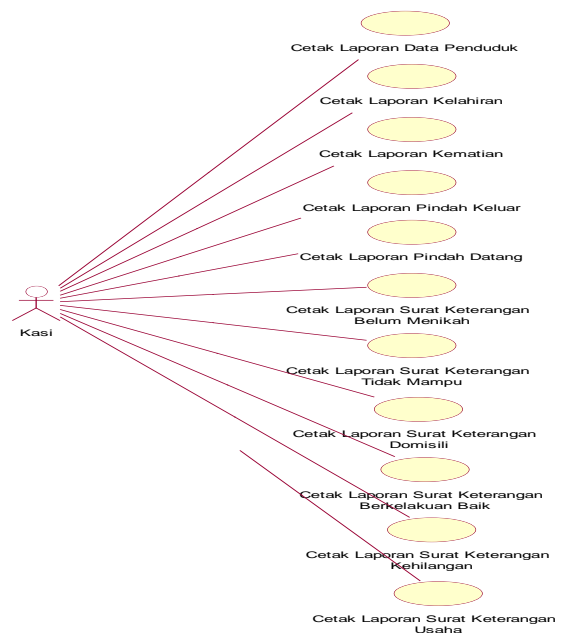 Cetak Laporan Data Penduduk
Cetak Laporan Kelahiran
Cetak Laporan Kematian
Cetak Laporan Pindah Keluar
Cetak Laporan Pindah Datang
Kasi
Cetak Laporan Surat Keterangan
Belum Menikah
Cetak Laporan Surat Keterangan
Tidak Mampu
Cetak Laporan Surat Keterangan
Domisili
Cetak Laporan Surat Keterangan
Berkelakuan Baik
Cetak Laporan Surat Keterangan
Kehilangan
Cetak Laporan Surat Keterangan
Usaha